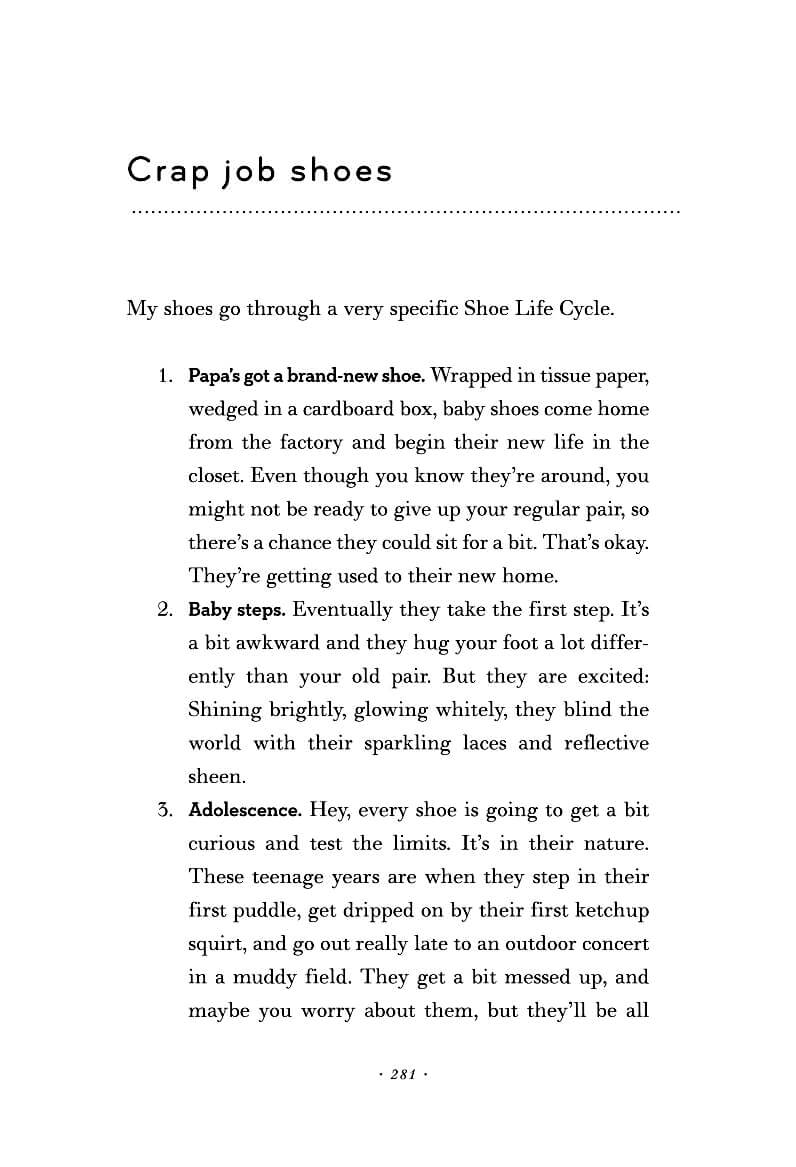 Crap job shoes
My shoes go through a very specific Shoe Life Cycle.
1. Papa's got a brand-new shoe. Wrapped in tissue paper,
wedged in a cardboard box, baby shoes come home
from the factory and begin their new life in the
closet. Even though you know they're around, you
might not be ready to give up your regular pair, so
there's a chance they could sit for a bit. That's okay.
They're getting used to their new home.
2. Baby steps. Eventually they take the first step. It's
a bit awkward and they hug your foot a lot differ-
ently than your old pair. But they are excited:
Shining brightly, glowing whitely, they blind the
world with their sparkling laces and reflective
sheen.
3. Adolescence. Hey, every shoe is going to get a bit
curious and test the limits. It's in their nature.
These teenage years are when they step in their
first puddle, get dripped on by their first ketchup
squirt, and go out really late to an outdoor concert
in a muddy field. They get a bit messed up, and
maybe you worry about them, but they'll be all
· 281 ·